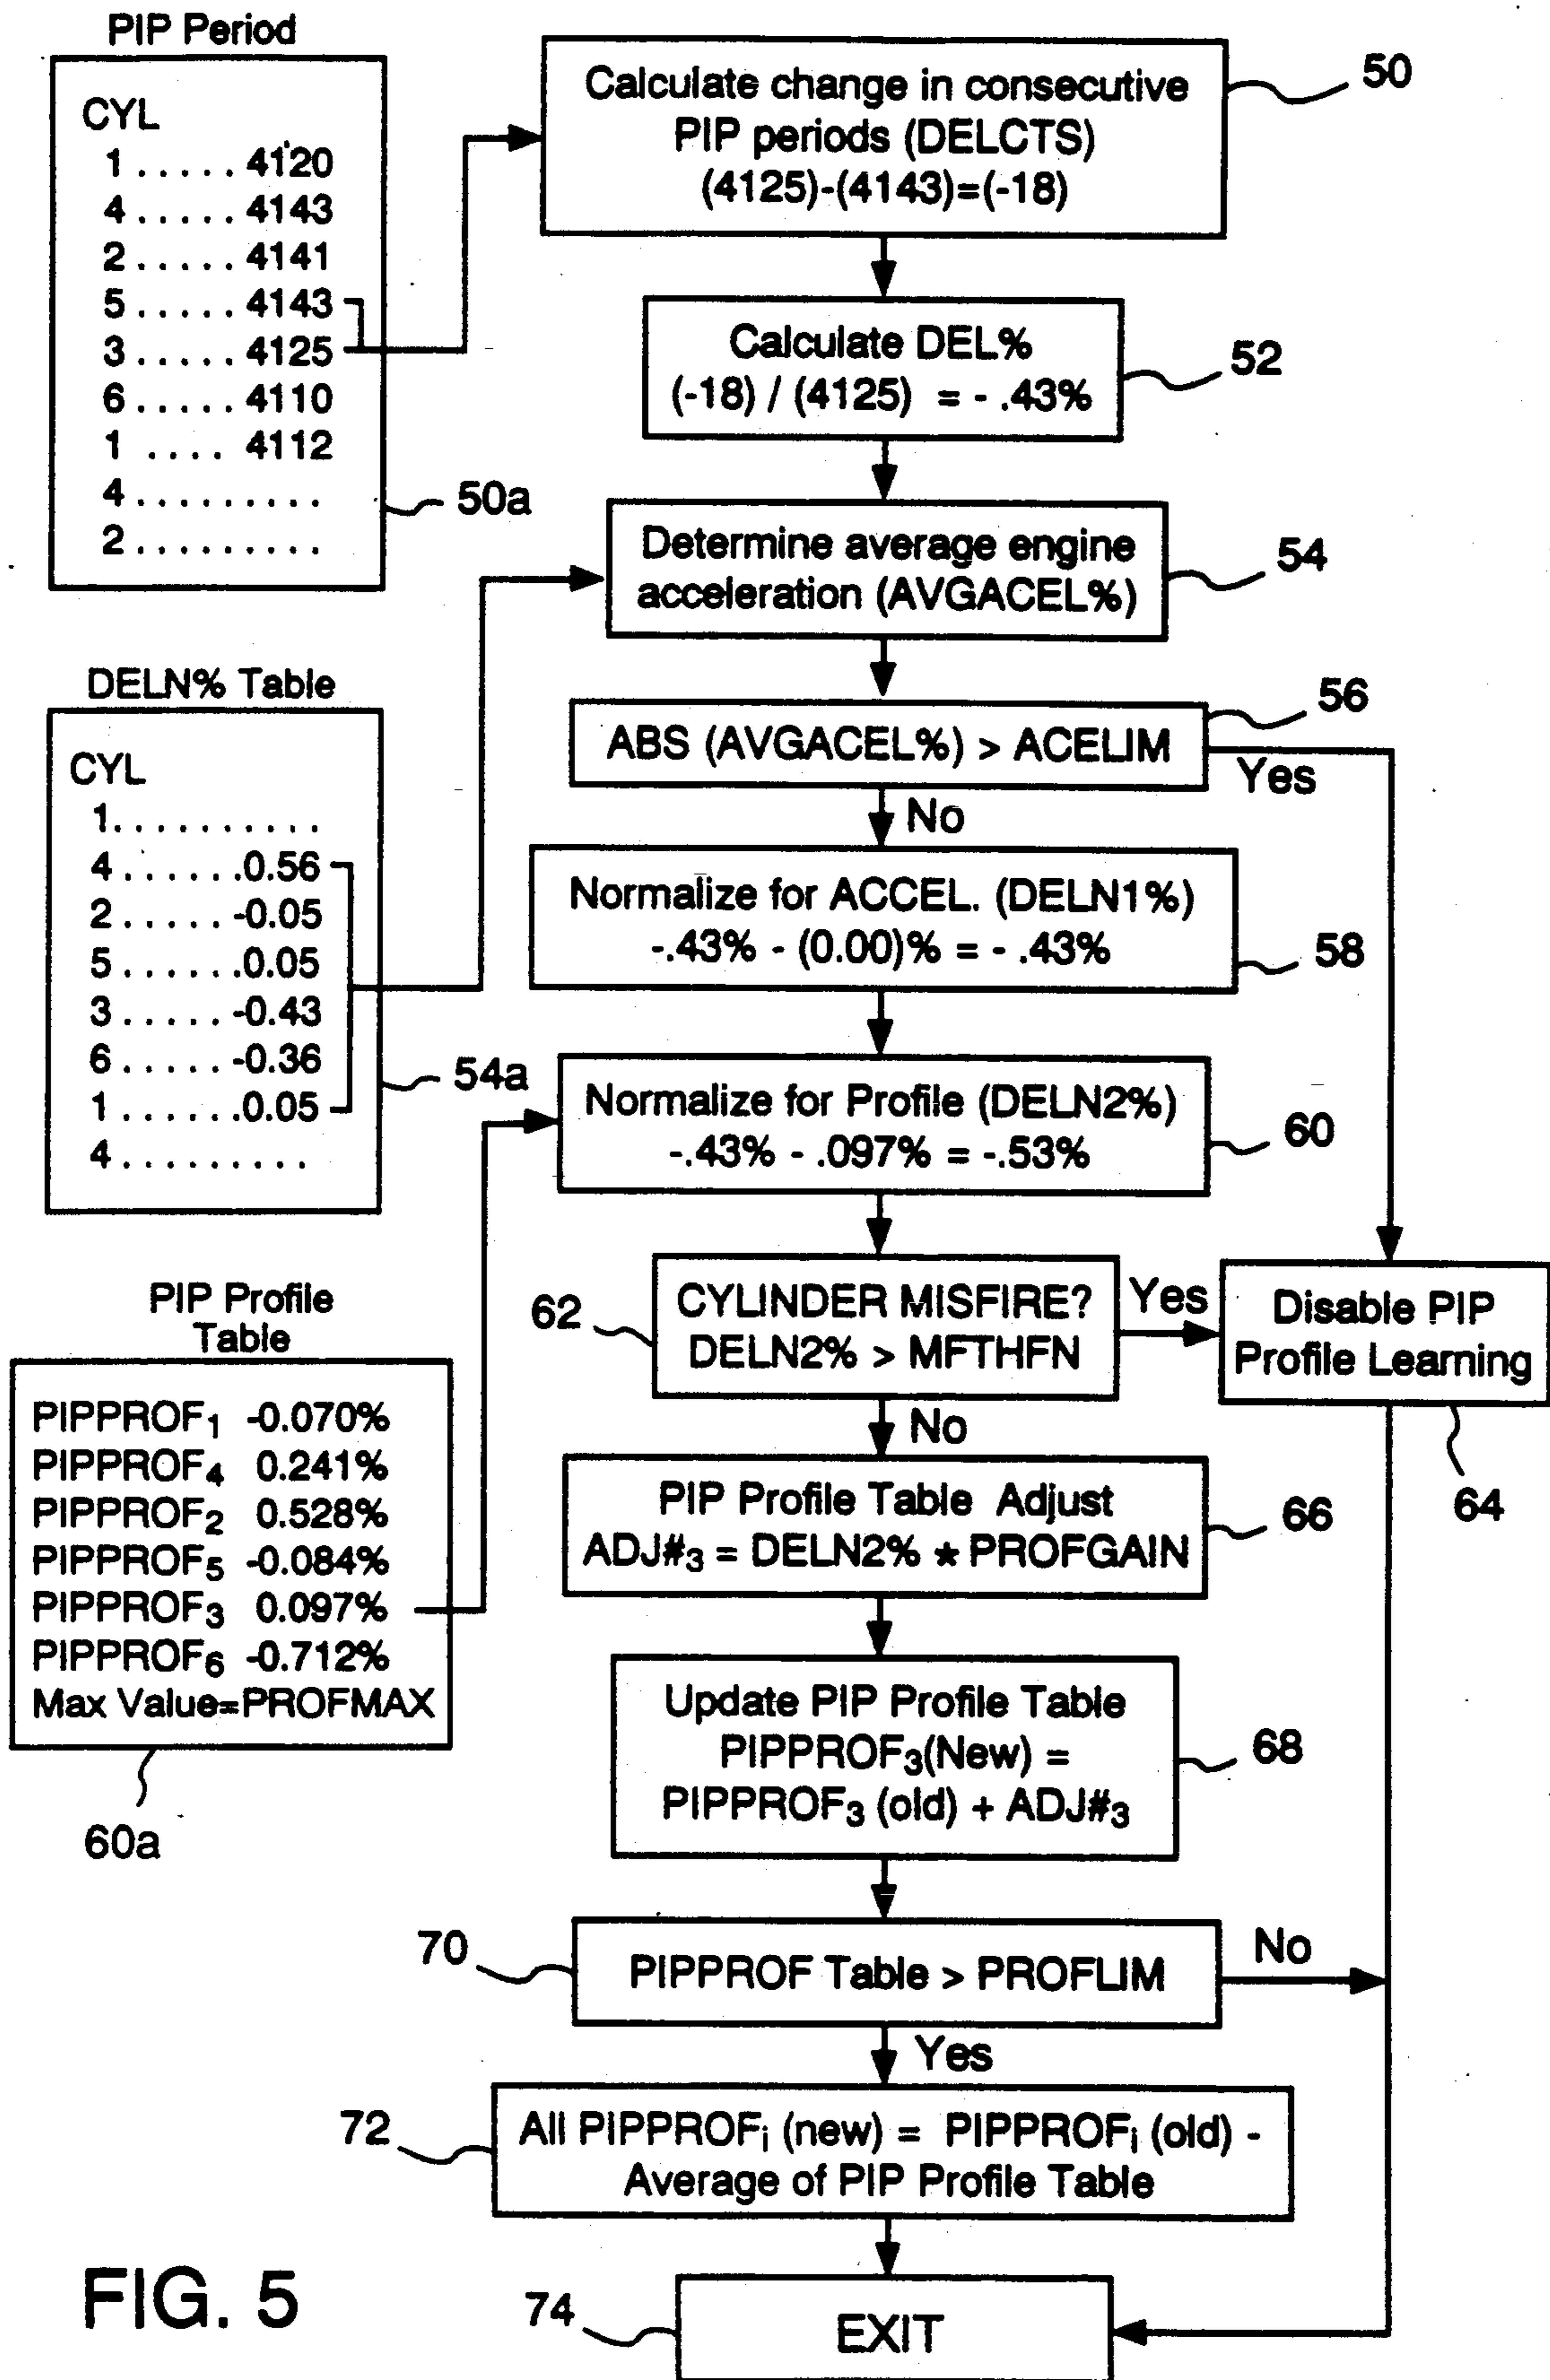 PIP Period
CYL
1 ..... 4120
4 ..... 4143
2 ..... 4141
5 ..... 4143
3 ..... 4125
6 ..... 4110
1 .... 4112
4 .........
2 .........
50a
Calculate change in consecutive
PIP periods (DELCTS)
(4125)-(4143)=(-18)
50
Calculate DEL%
(-18) / (4125) = - .43%
52
Determine average engine
acceleration (AVGACEL%)
54
DELN% Table
CYL
1..........
4......0.56
2.....-0.05
5......0.05
3.....-0.43
6.....-0.36
1......0.05
4.........
54a
ABS (AVGACEL%) > ACELIM
56
Yes
No
Normalize for ACCEL. (DELN1%)
-.43% - (0.00)% = - .43%
58
Normalize for Profile (DELN2%)
-.43% - .097% = -.53%
60
PIP Profile
Table
PIPPROF₁ -0.070%
PIPPROF₄ 0.241%
PIPPROF₂ 0.528%
PIPPROF₅ -0.084%
PIPPROF₃ 0.097%
PIPPROF₆ -0.712%
Max Value=PROFMAX
60a
62
CYLINDER MISFIRE?
DELN2% > MFTHFN
Yes
No
Disable PIP
Profile Learning
64
PIP Profile Table Adjust
ADJ#₃ = DELN2% * PROFGAIN
66
Update PIP Profile Table
PIPPROF₃(New) =
PIPPROF₃ (old) + ADJ#₃
68
70
PIPPROF Table > PROFLIM
No
Yes
72
All PIPPROFᵢ (new) = PIPPROFᵢ (old) -
Average of PIP Profile Table
74
EXIT
FIG. 5